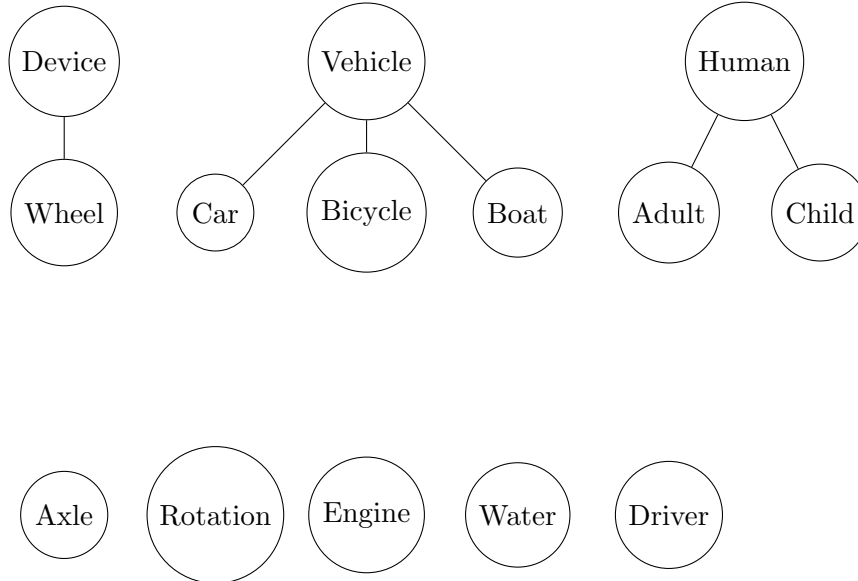 Device
Vehicle
Human
Wheel
Car
Bicycle
Boat
Adult
Child
Axle
Rotation
Engine
Water
Driver